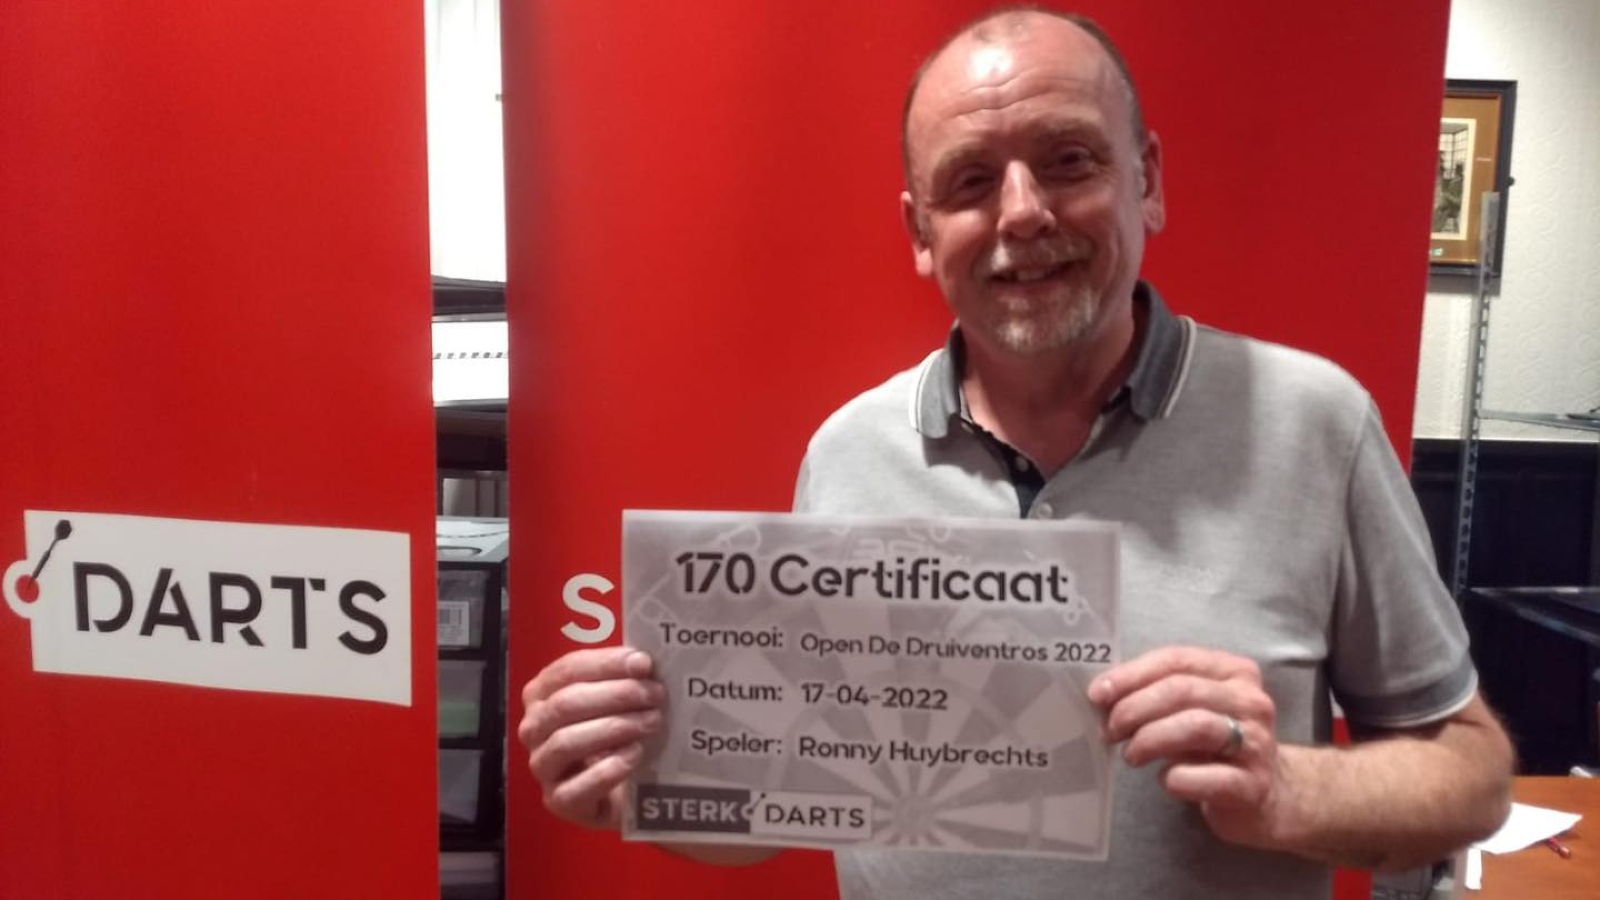 DARTS
S
170 Certificaat
Toernooi: Open De Druiventros 2022
Datum: 17-04-2022
Speler: Ronny Huybrechts
STERK DARTS